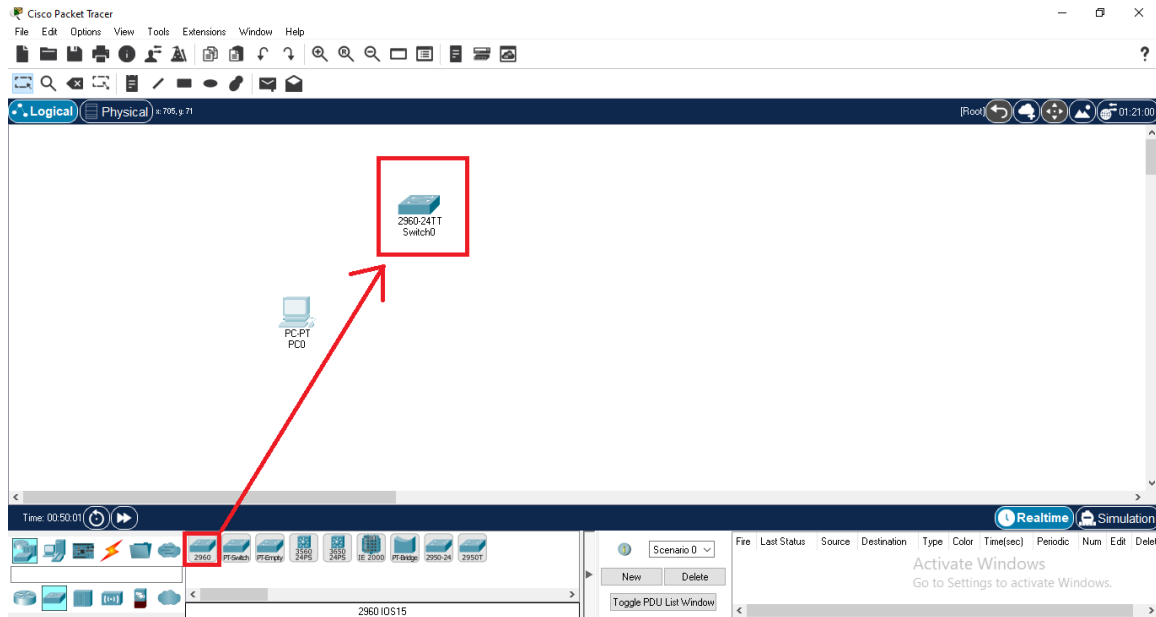 Cisco Packet Tracer
File Edit Options View Tools Extensions Window Help
?
Logical Physical x: 705, y: 71 [Root] 01:21:00
2960-24TT
Switch0
PC-PT
PC0
Time: 00:50:01 Realtime Simulation
2960 PT-Switch PT-Empty 3560 24PS 3650 24PS IE 2000 PT-Bridge 2950-24 2950T
2960 IOS15
Scenario 0
New Delete
Toggle PDU List Window
Fire Last Status Source Destination Type Color Time(sec) Periodic Num Edit Delet
Activate Windows
Go to Settings to activate Windows.